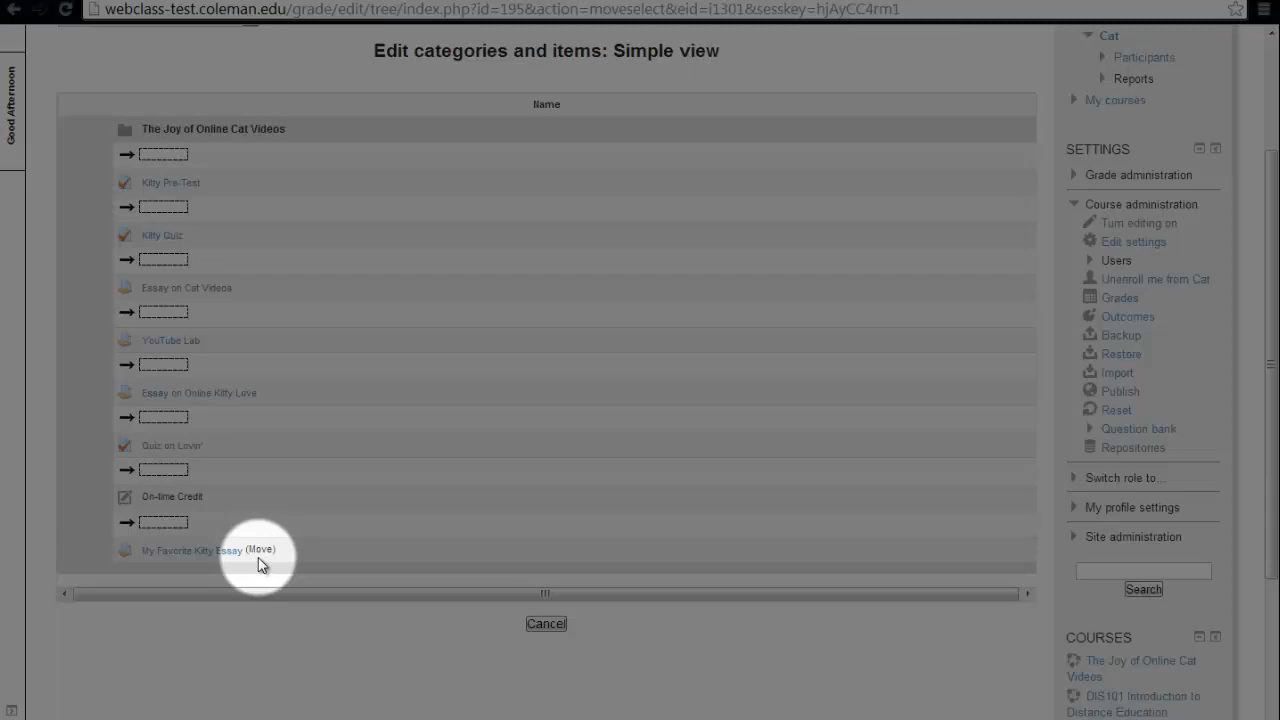 webclass-test.coleman.edu/grade/edit/tree/index.php?id=195&action=moveselect&eid=i1301&sesskey=hjAyCC4rm1
Good Afternoon
Edit categories and items: Simple view
Name
The Joy of Online Cat Videos
Kitty Pre-Test
Kitty Quiz
Essay on Cat Videos
YouTube Lab
Essay on Online Kitty Love
Quiz on Lovin'
On-time Credit
My Favorite Kitty Essay (Move)
Cancel
Cat
Participants
Reports
My courses
SETTINGS
Grade administration
Course administration
Turn editing on
Edit settings
Users
Unenroll me from Cat
Grades
Outcomes
Backup
Restore
Import
Publish
Reset
Question bank
Repositories
Switch role to...
My profile settings
Site administration
Search
COURSES
The Joy of Online Cat
Videos
DIS101 Introduction to
Distance Education